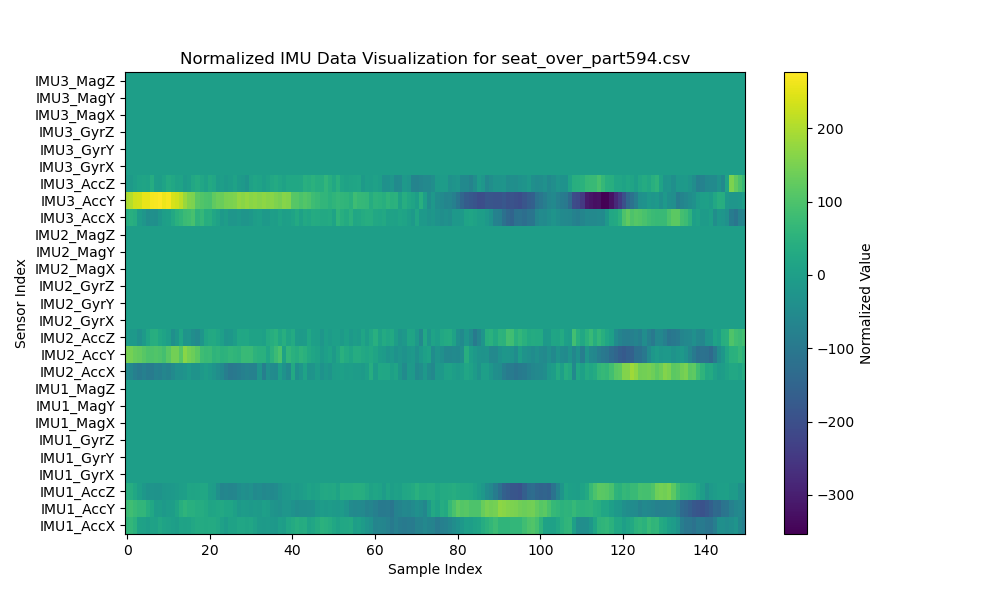 Normalized IMU Data Visualization for seat_over_part594.csv
IMU3_MagZ
IMU3_MagY
IMU3_MagX
IMU3_GyrZ
IMU3_GyrY
IMU3_GyrX
IMU3_AccZ
IMU3_AccY
IMU3_AccX
IMU2_MagZ
IMU2_MagY
IMU2_MagX
IMU2_GyrZ
IMU2_GyrY
IMU2_GyrX
IMU2_AccZ
IMU2_AccY
IMU2_AccX
IMU1_MagZ
IMU1_MagY
IMU1_MagX
IMU1_GyrZ
IMU1_GyrY
IMU1_GyrX
IMU1_AccZ
IMU1_AccY
IMU1_AccX
Sensor Index
0 20 40 60 80 100 120 140
Sample Index
200
100
0
−100
−200
−300
Normalized Value